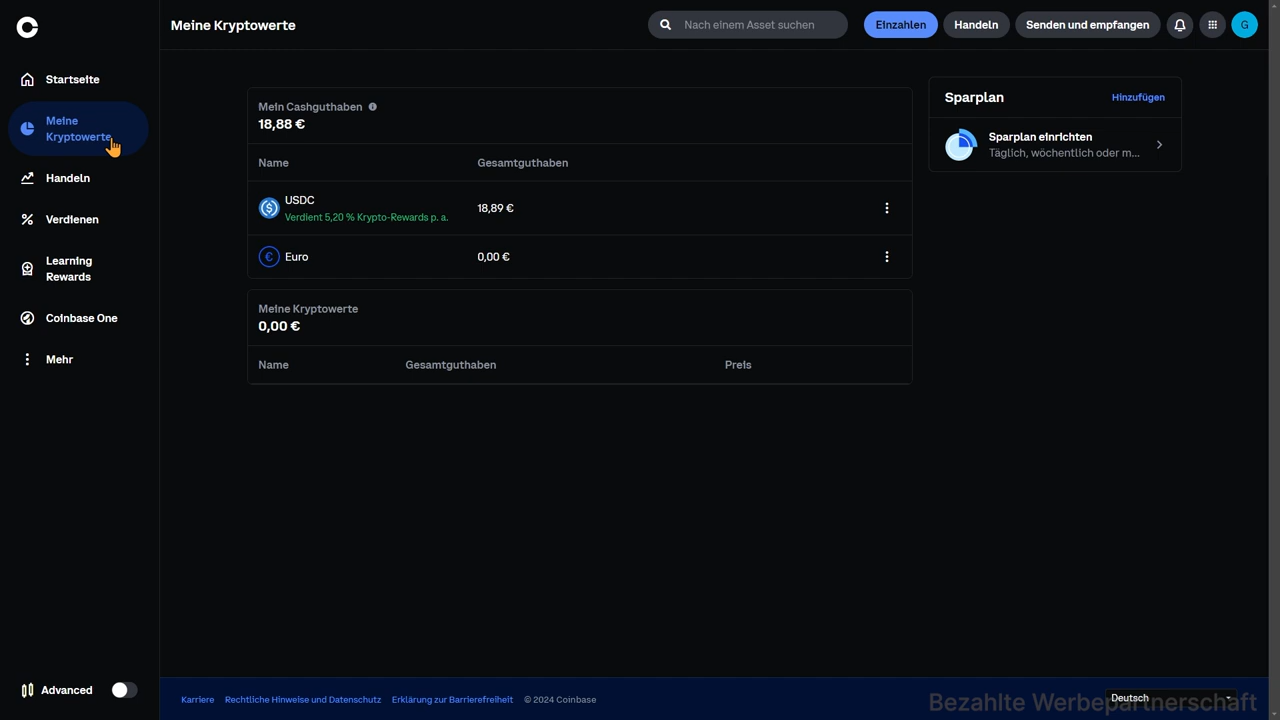 Meine Kryptowerte
Nach einem Asset suchen
Einzahlen
Handeln
Senden und empfangen
G
Startseite
Meine
Kryptowerte
Handeln
Verdienen
Learning
Rewards
Coinbase One
Mehr
Mein Cashguthaben
18,88 €
Name Gesamtguthaben
USDC
Verdient 5,20 % Krypto-Rewards p. a.
18,89 €
Euro 0,00 €
Meine Kryptowerte
0,00 €
Name Gesamtguthaben Preis
Sparplan Hinzufügen
Sparplan einrichten
Täglich, wöchentlich oder m...
Advanced
Karriere Rechtliche Hinweise und Datenschutz Erklärung zur Barrierefreiheit © 2024 Coinbase
Deutsch
Bezahlte Werbepartnerschaft